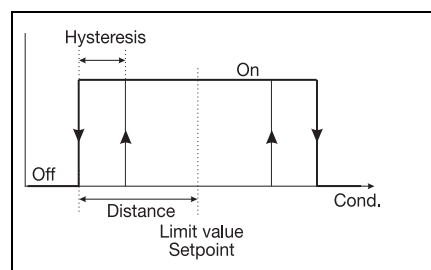 Hysteresis
On
Off
Distance
Cond.
Limit value
Setpoint